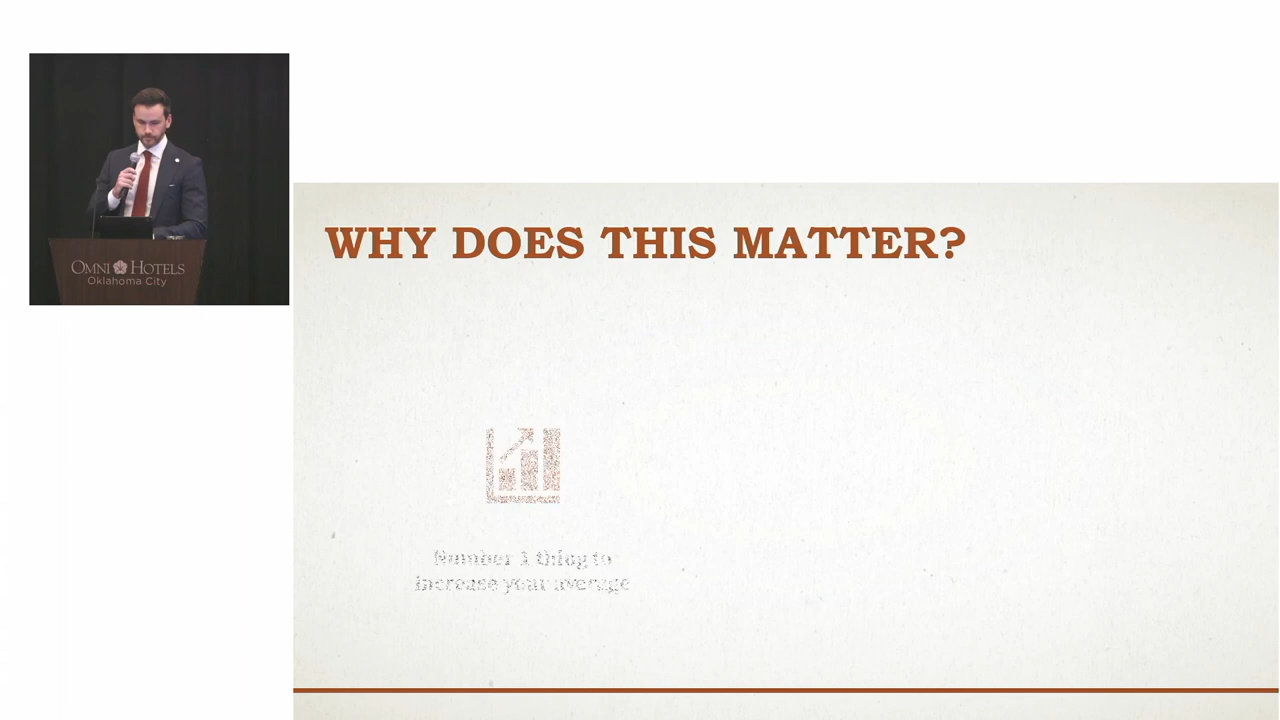 OMNI HOTELS
Oklahoma City
WHY DOES THIS MATTER?
Number 1 thing to
increase your average